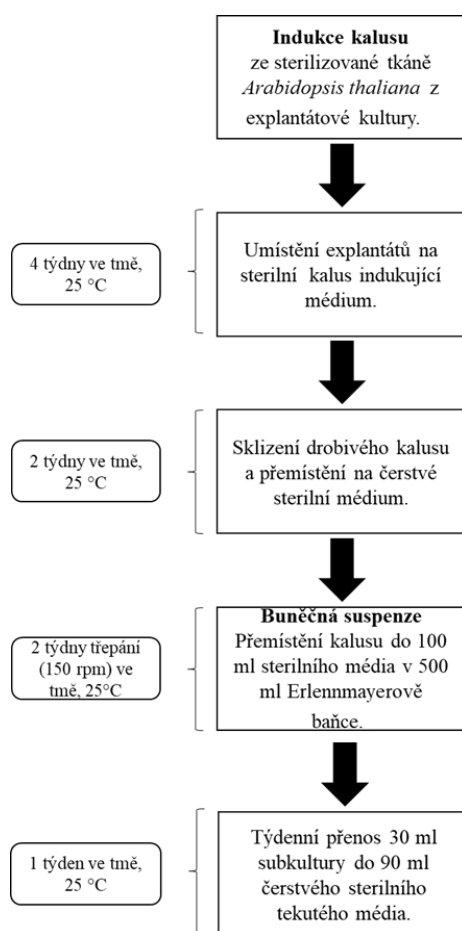 Indukce kalusu
ze sterilizované tkáně
Arabidopsis thaliana z
explantátové kultury.
4 týdny ve tmě,
25 °C
Umístění explantátů na
sterilní kalus indukující
médium.
2 týdny ve tmě,
25 °C
Sklizení drobivého kalusu
a přemístění na čerstvé
sterilní médium.
2 týdny třepání
(150 rpm) ve
tmě, 25°C
Buněčná suspenze
Přemístění kalusu do 100
ml sterilního média v 500
ml Erlennmayerově
baňce.
1 týden ve tmě,
25 °C
Týdenní přenos 30 ml
subkultury do 90 ml
čerstvého sterilního
tekutého média.